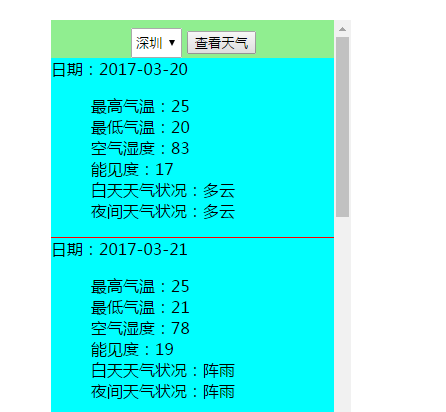 深圳 查看天气
日期：2017-03-20
最高气温：25
最低气温：20
空气湿度：83
能见度：17
白天天气状况：多云
夜间天气状况：多云
日期：2017-03-21
最高气温：25
最低气温：21
空气湿度：78
能见度：19
白天天气状况：阵雨
夜间天气状况：阵雨